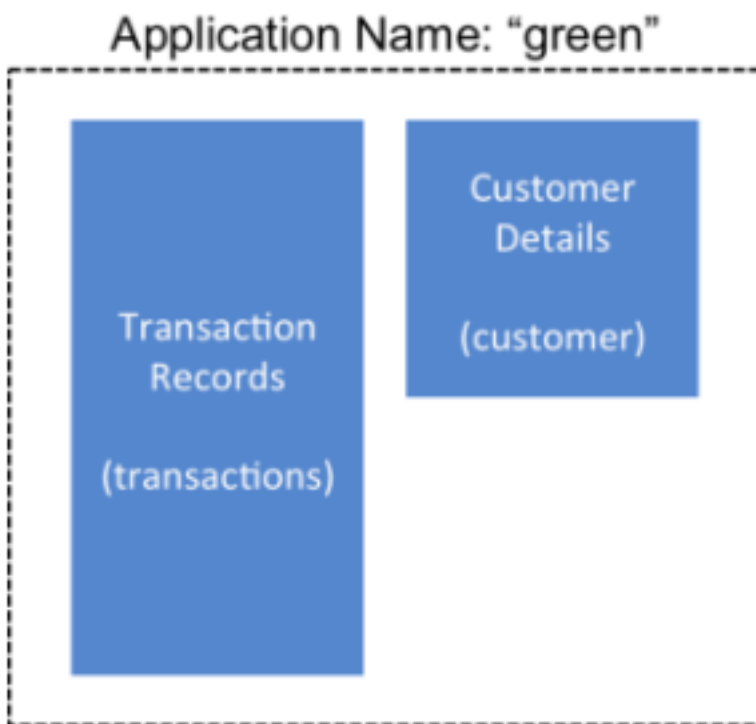 Application Name: “green”
Transaction
Records
(transactions)
Customer
Details
(customer)